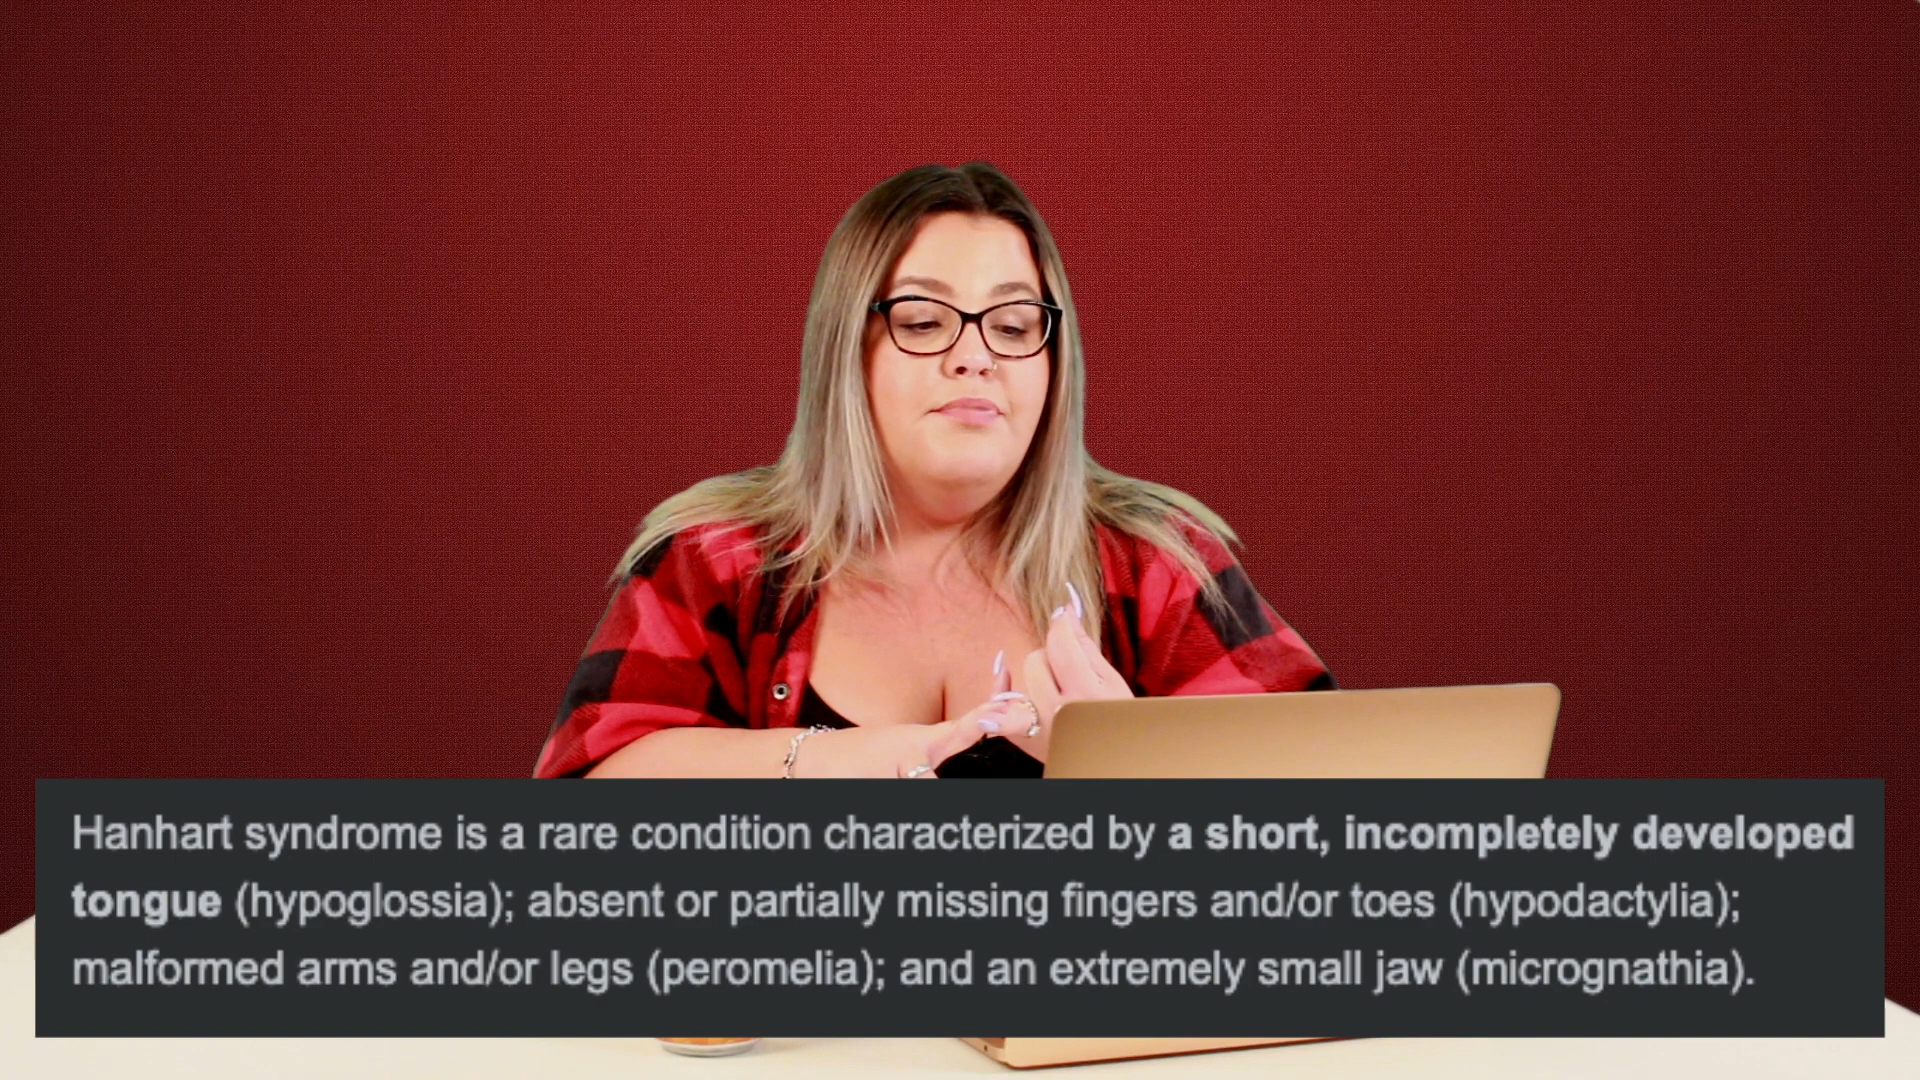 Hanhart syndrome is a rare condition characterized by a short, incompletely developed
tongue (hypoglossia); absent or partially missing fingers and/or toes (hypodactylia);
malformed arms and/or legs (peromelia); and an extremely small jaw (micrognathia).